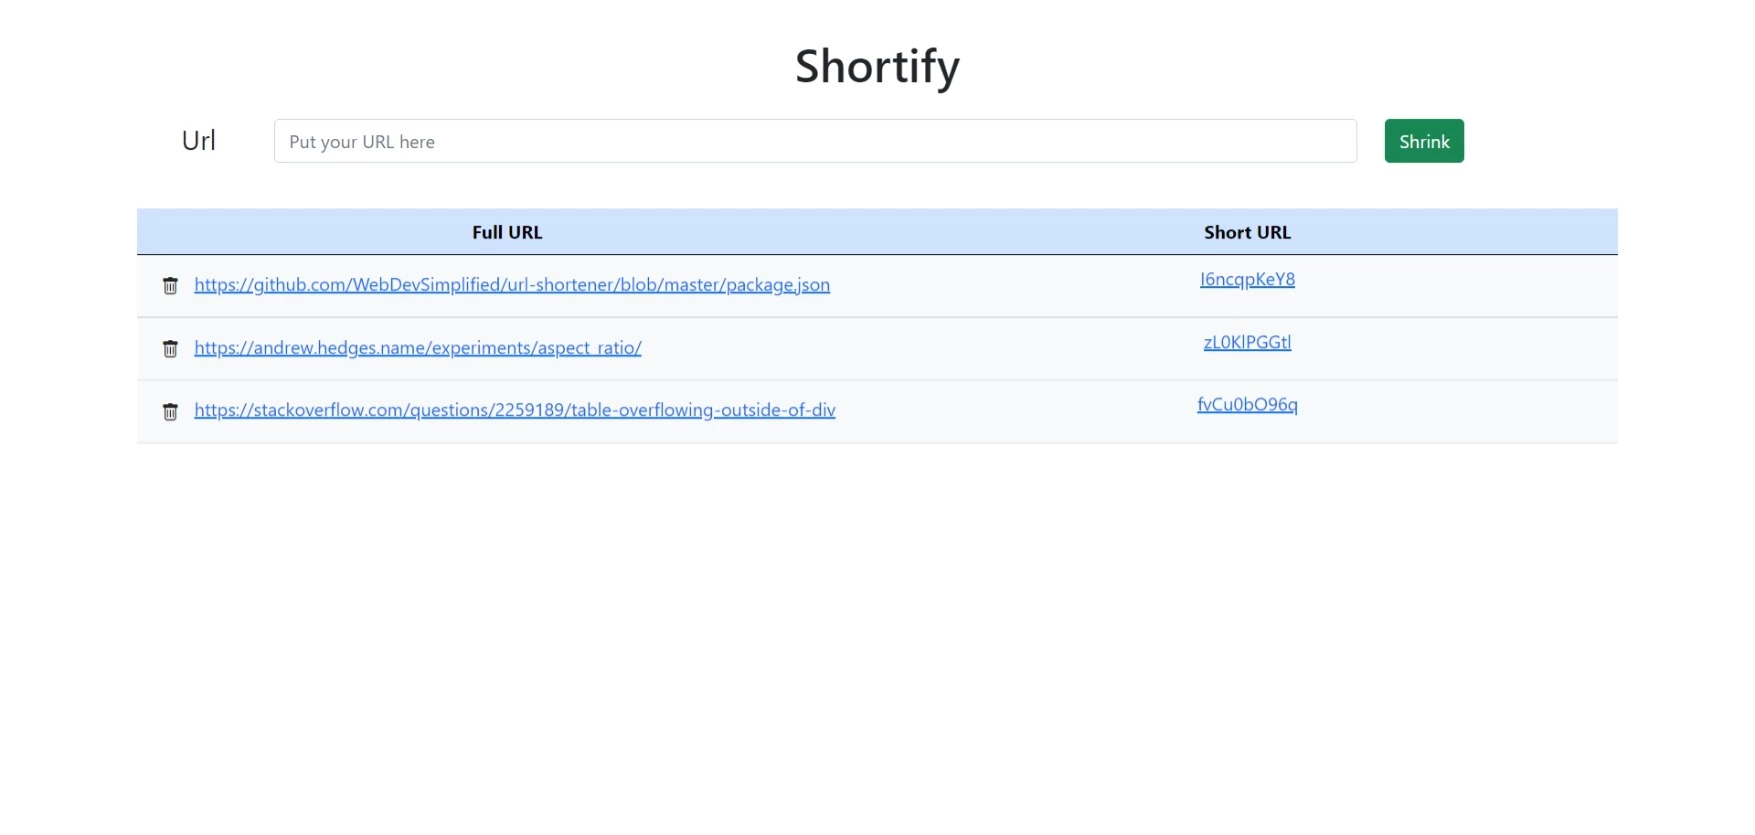 Shortify
Url
Put your URL here
Shrink
Full URL
Short URL
https://github.com/WebDevSimplified/url-shortener/blob/master/package.json
l6ncqpKeY8
https://andrew.hedges.name/experiments/aspect_ratio/
zL0KlPGGtl
https://stackoverflow.com/questions/2259189/table-overflowing-outside-of-div
fvCu0bO96q